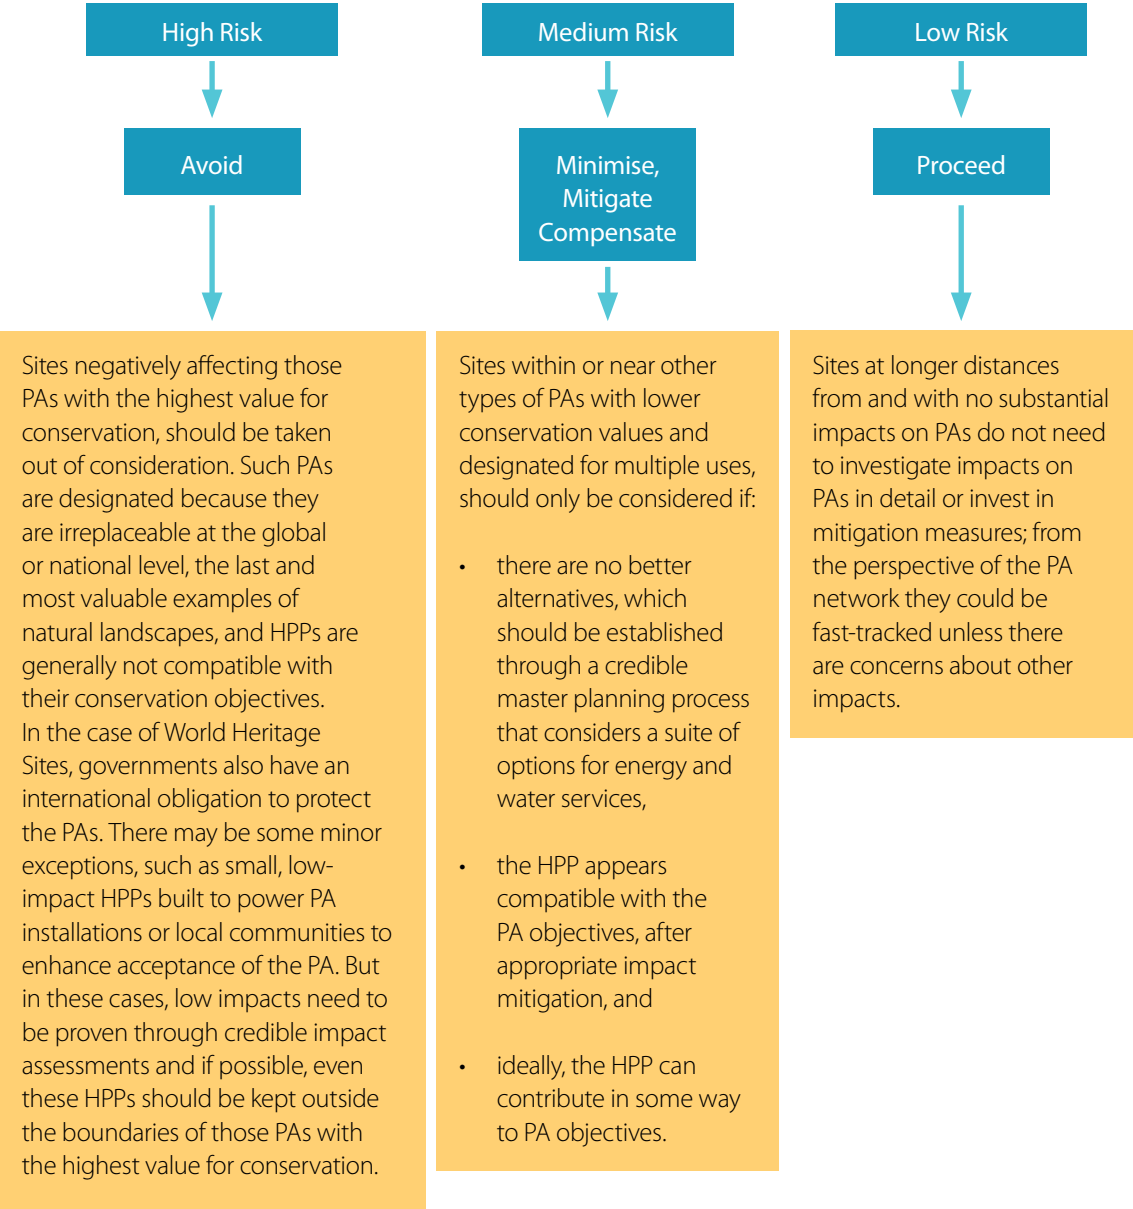 High Risk
Avoid
Sites negatively affecting those
PAs with the highest value for
conservation, should be taken
out of consideration. Such PAs
are designated because they
are irreplaceable at the global
or national level, the last and
most valuable examples of
natural landscapes, and HPPs are
generally not compatible with
their conservation objectives.
In the case of World Heritage
Sites, governments also have an
international obligation to protect
the PAs. There may be some minor
exceptions, such as small, low-
impact HPPs built to power PA
installations or local communities to
enhance acceptance of the PA. But
in these cases, low impacts need to
be proven through credible impact
assessments and if possible, even
these HPPs should be kept outside
the boundaries of those PAs with
the highest value for conservation.
Medium Risk
Minimise,
Mitigate
Compensate
Sites within or near other
types of PAs with lower
conservation values and
designated for multiple uses,
should only be considered if:
• there are no better
alternatives, which
should be established
through a credible
master planning process
that considers a suite of
options for energy and
water services,
• the HPP appears
compatible with the
PA objectives, after
appropriate impact
mitigation, and
• ideally, the HPP can
contribute in some way
to PA objectives.
Low Risk
Proceed
Sites at longer distances
from and with no substantial
impacts on PAs do not need
to investigate impacts on
PAs in detail or invest in
mitigation measures; from
the perspective of the PA
network they could be
fast-tracked unless there
are concerns about other
impacts.